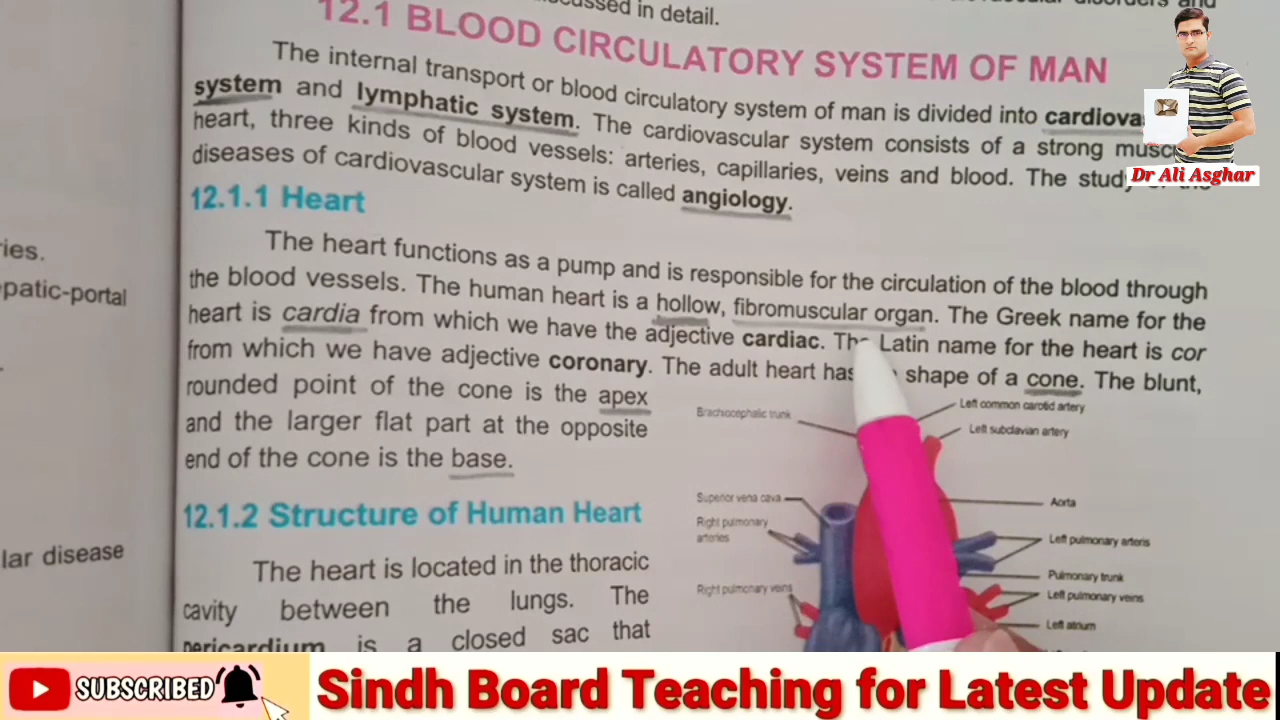 discussed in detail.
12.1 BLOOD CIRCULATORY SYSTEM OF MAN
The internal transport or blood circulatory system of man is divided into cardiova
system and lymphatic system. The cardiovascular system consists of a strong musc
heart, three kinds of blood vessels: arteries, capillaries, veins and blood. The study
diseases of cardiovascular system is called angiology.
12.1.1 Heart
The heart functions as a pump and is responsible for the circulation of the blood through
the blood vessels. The human heart is a hollow, fibromuscular organ. The Greek name for the
heart is cardia from which we have the adjective cardiac. The Latin name for the heart is cor
from which we have adjective coronary. The adult heart has shape of a cone. The blunt,
rounded point of the cone is the apex
and the larger flat part at the opposite
end of the cone is the base.
12.1.2 Structure of Human Heart
The heart is located in the thoracic
cavity between the lungs. The
pericardium is a closed sac that
Brachiocephalic trunk
Superior vena cava
Right pulmonary
arteries
Right pulmonary veins
Left common carotid artery
Left subclavian artery
Aorta
Left pulmonary arteris
Pulmonary trunk
Left pulmonary veins
Left atrium
ries.
patic-portal
lar disease
Dr Ali Asghar
SUBSCRIBED
Sindh Board Teaching for Latest Update